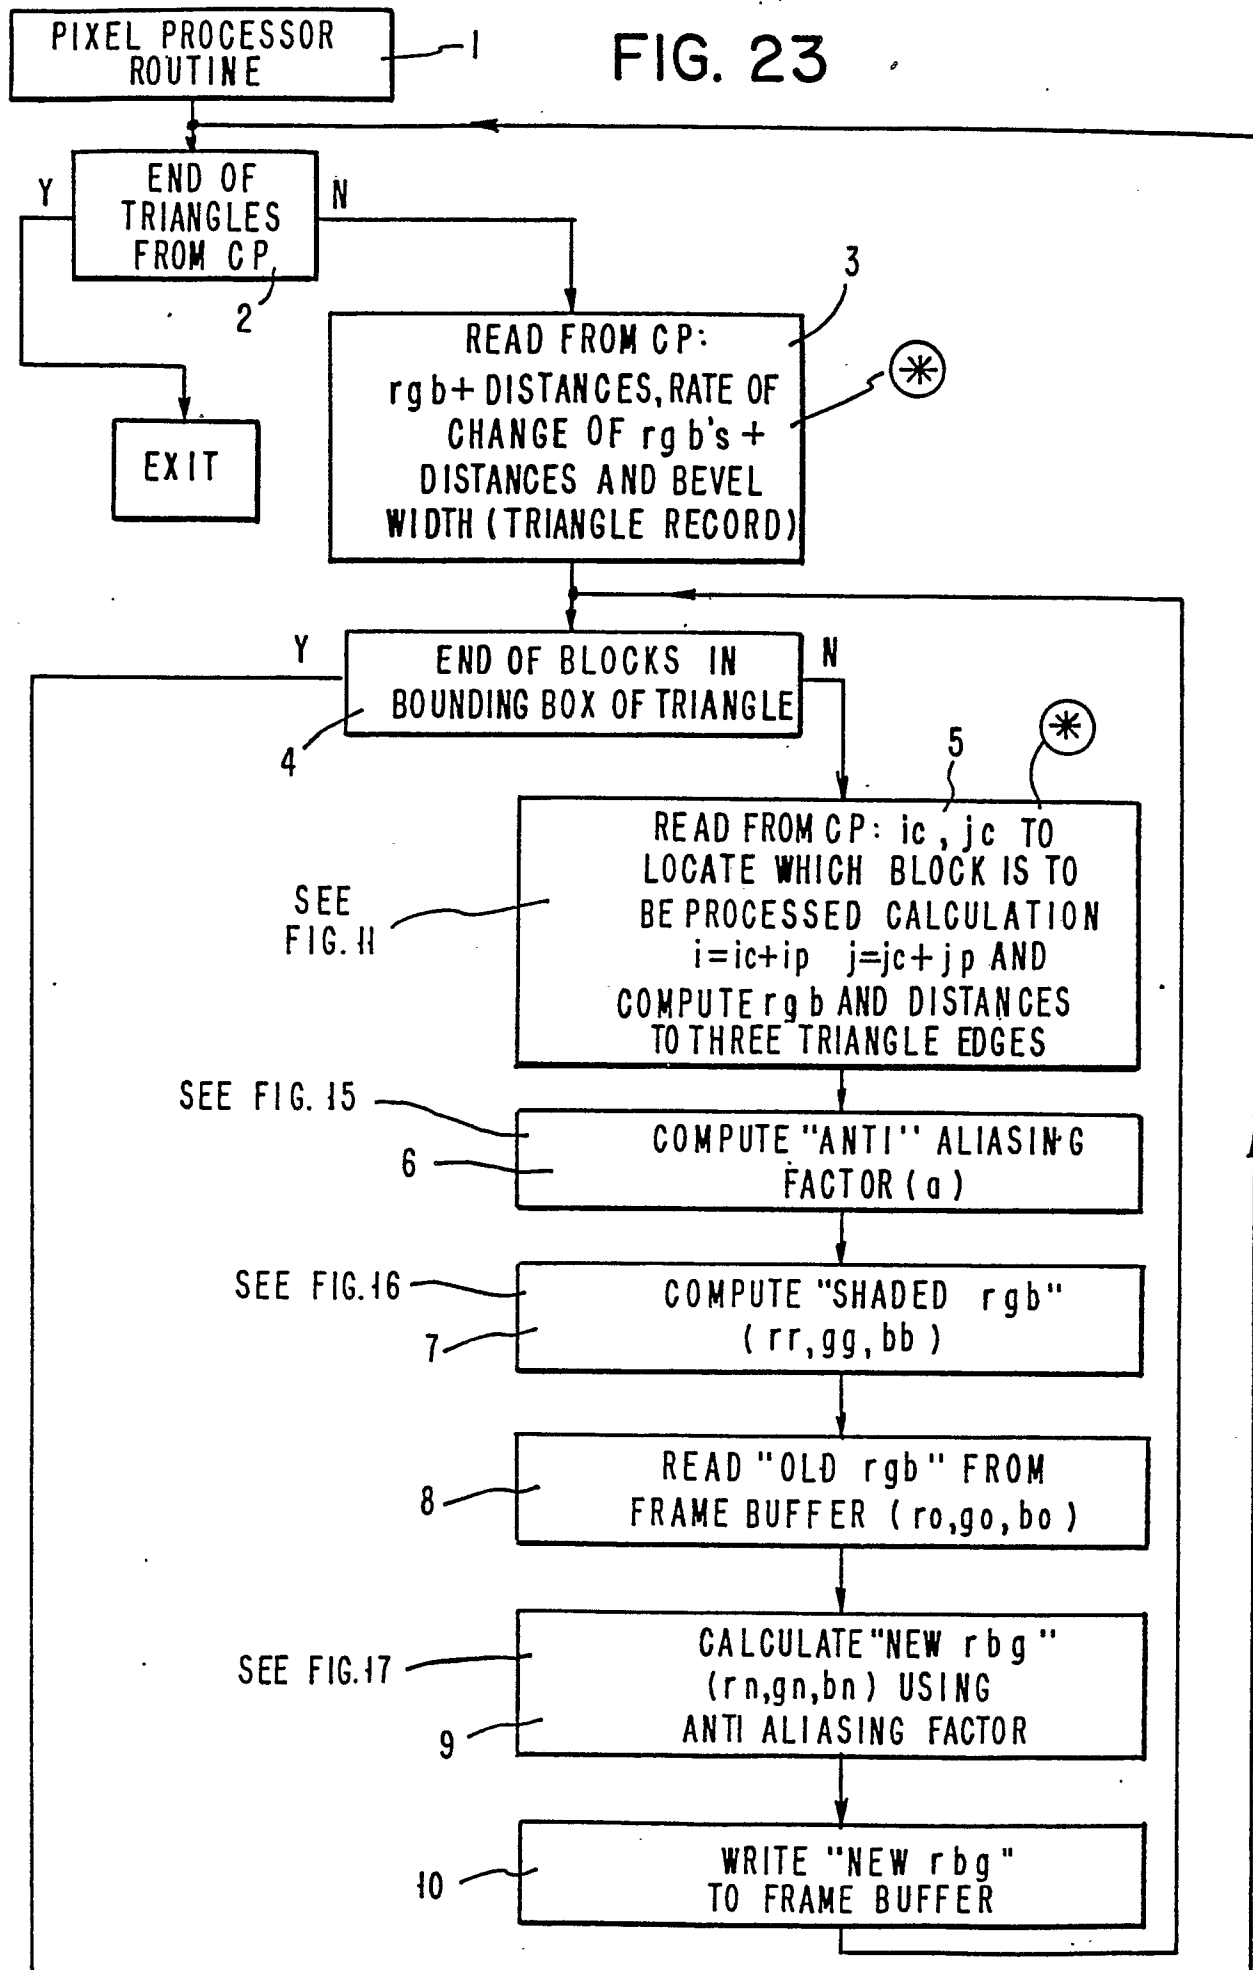 PIXEL PROCESSOR
ROUTINE
1
FIG. 23
Y
END OF
TRIANGLES
FROM CP
N
2
EXIT
3
READ FROM CP:
rgb+ DISTANCES, RATE OF
CHANGE OF rgb's +
DISTANCES AND BEVEL
WIDTH (TRIANGLE RECORD)
*
Y
END OF BLOCKS IN
BOUNDING BOX OF TRIANGLE
N
4
5
*
READ FROM CP: ic, jc TO
LOCATE WHICH BLOCK IS TO
BE PROCESSED CALCULATION
i=ic+ip j=jc+jp AND
COMPUTE rgb AND DISTANCES
TO THREE TRIANGLE EDGES
SEE
FIG. 11
SEE FIG. 15
6
COMPUTE "ANTI" ALIASING
FACTOR (a)
SEE FIG. 16
7
COMPUTE "SHADED rgb"
(rr,gg,bb)
8
READ "OLD rgb" FROM
FRAME BUFFER (ro,go,bo)
SEE FIG. 17
9
CALCULATE "NEW rbg"
(rn,gn,bn) USING
ANTI ALIASING FACTOR
10
WRITE "NEW rbg"
TO FRAME BUFFER